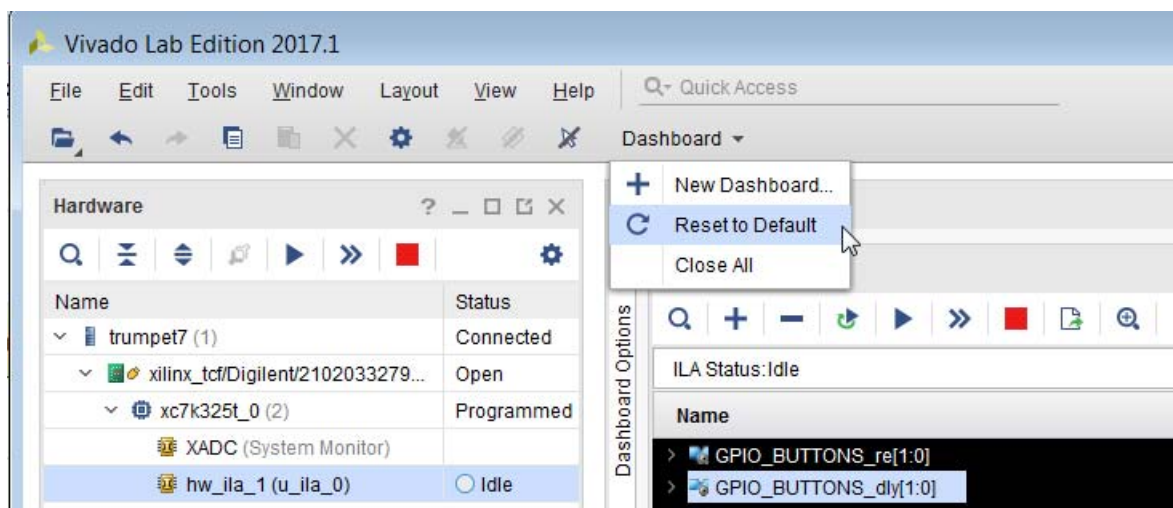 Vivado Lab Edition 2017.1
File Edit Tools Window Layout View Help Quick Access
Dashboard
New Dashboard...
Reset to Default
Close All
Hardware ?
Name Status
trumpet7 (1) Connected
xilinx_tcf/Digilent/2102033279... Open
xc7k325t_0 (2) Programmed
XADC (System Monitor)
hw_ila_1 (u_ila_0) Idle
Dashboard Options
ILA Status:Idle
Name
GPIO_BUTTONS_re[1:0]
GPIO_BUTTONS_dly[1:0]